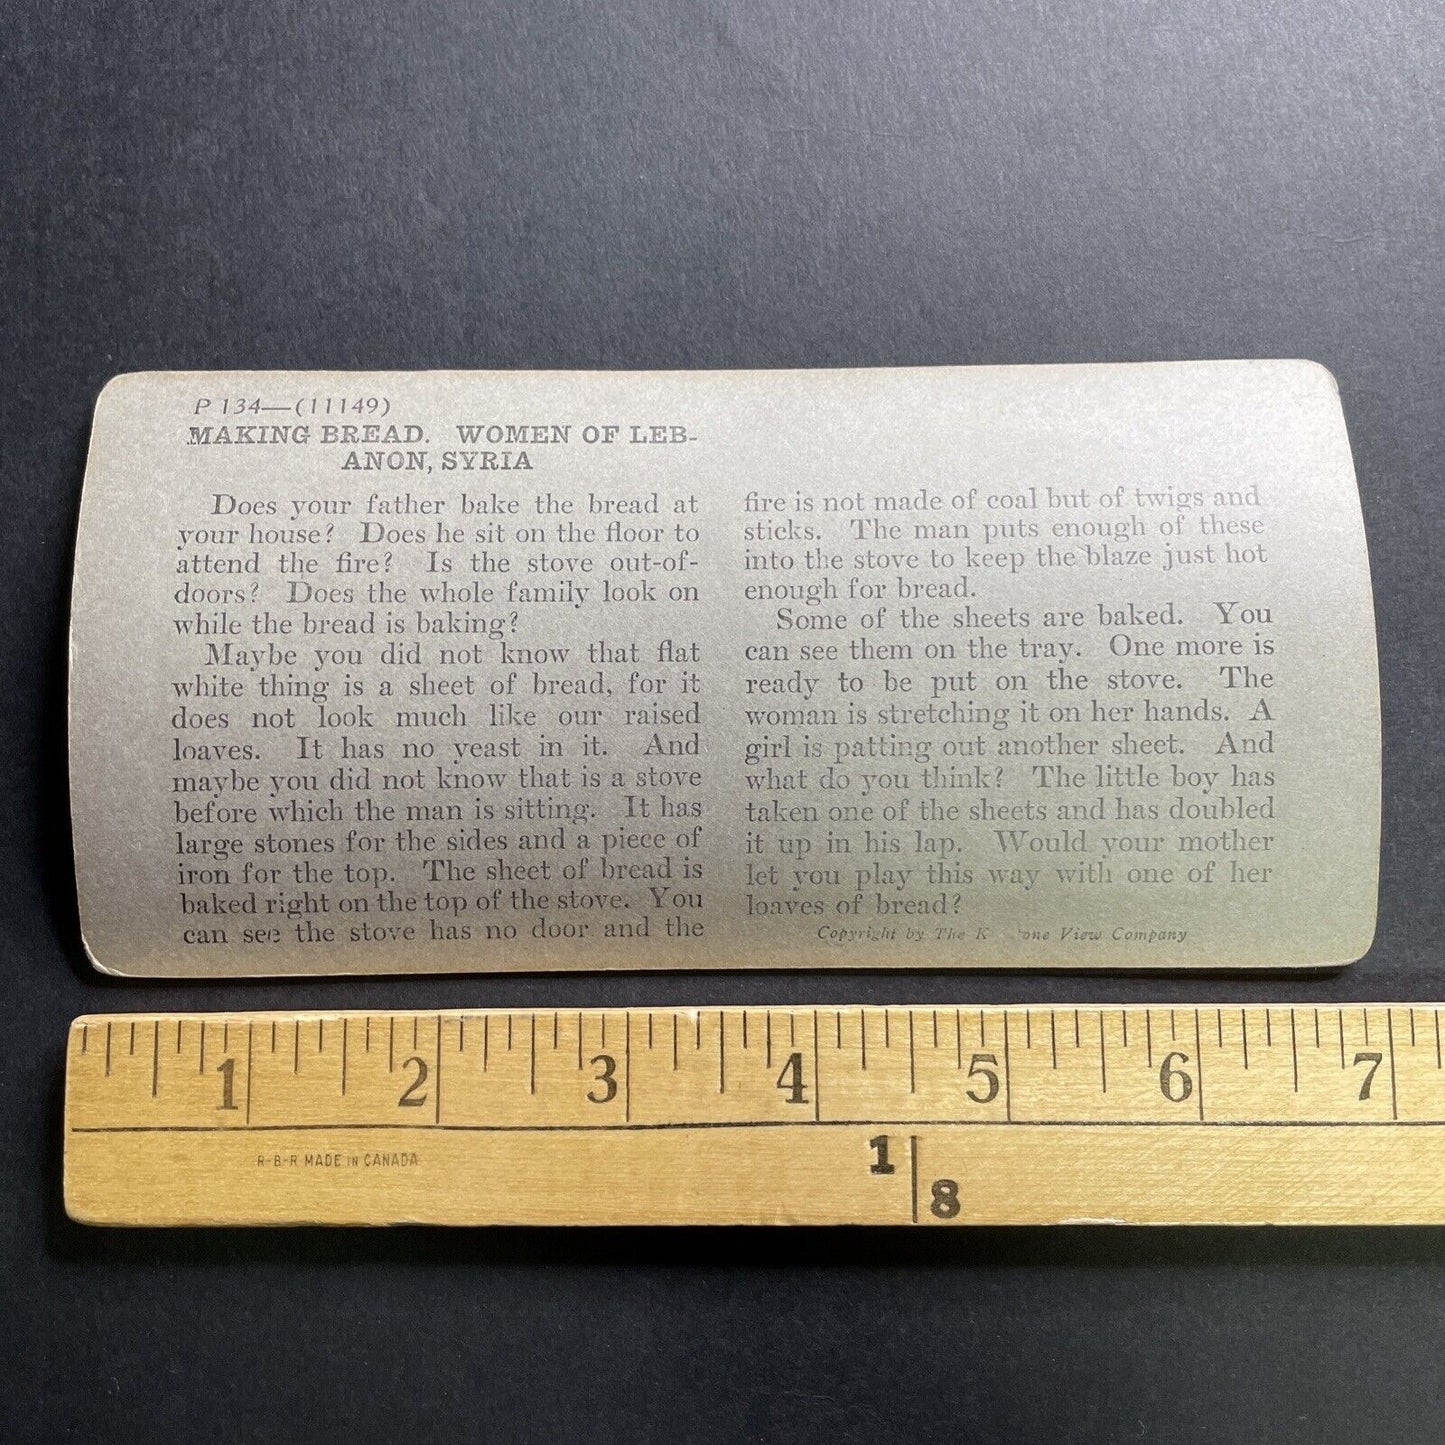 P 134—(11149)
MAKING BREAD. WOMEN OF LEB-
ANON, SYRIA
Does your father bake the bread at
your house? Does he sit on the floor to
attend the fire? Is the stove out-of-
doors? Does the whole family look on
while the bread is baking?
Maybe you did not know that flat
white thing is a sheet of bread, for it
does not look much like our raised
loaves. It has no yeast in it. And
maybe you did not know that is a stove
before which the man is sitting. It has
large stones for the sides and a piece of
iron for the top. The sheet of bread is
baked right on the top of the stove. You
can see the stove has no door and the
fire is not made of coal but of twigs and
sticks. The man puts enough of these
into the stove to keep the blaze just hot
enough for bread.
Some of the sheets are baked. You
can see them on the tray. One more is
ready to be put on the stove. The
woman is stretching it on her hands. A
girl is patting out another sheet. And
what do you think? The little boy has
taken one of the sheets and has doubled
it up in his lap. Would your mother
let you play this way with one of her
loaves of bread?
Copyright by The View Company
1 2 3 4 5 6 7
R-B-R MADE IN CANADA
1 8